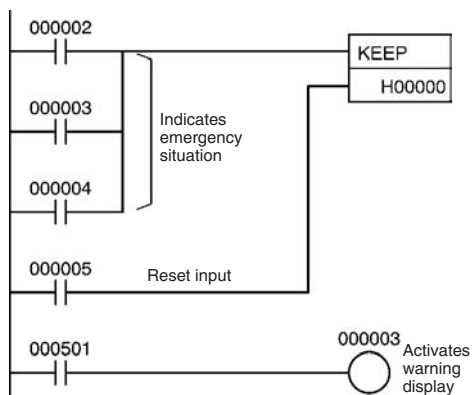 000002
KEEP
H00000
000003
Indicates
emergency
situation
000004
000005
Reset input
000501
000003
Activates
warning
display